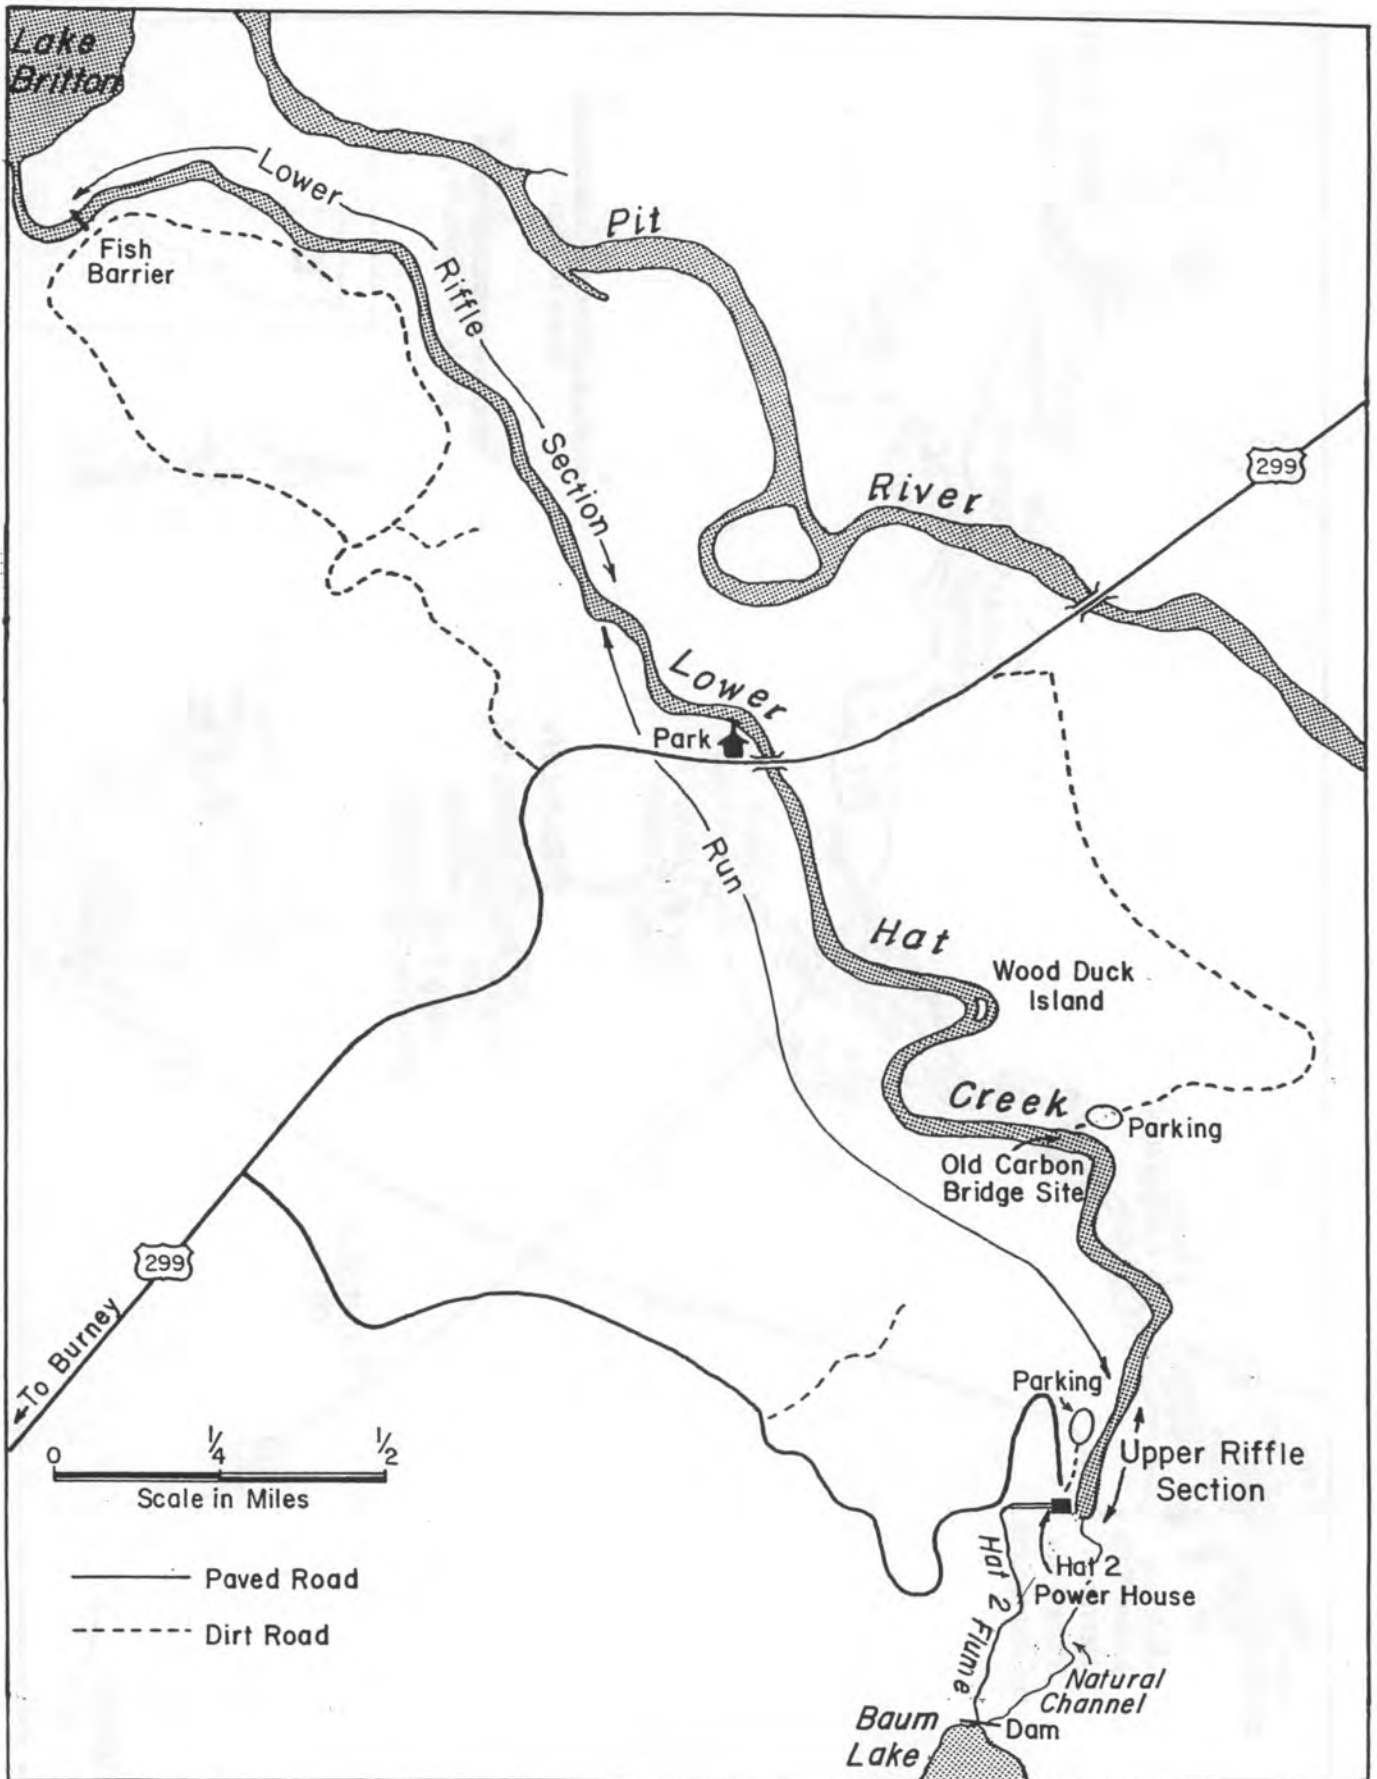 Lake
Britton
Lower
Riffle
Section
Fish
Barrier
Pit
River
299
Lower
Park
Run
Hat
Wood Duck
Island
Creek
Parking
Old Carbon
Bridge Site
299
To Burney
Parking
Upper Riffle
Section
0 1/4 1/2
Scale in Miles
Paved Road
Dirt Road
Hat 2
Power House
Hat 2 Flume
Natural
Channel
Baum
Lake
Dam